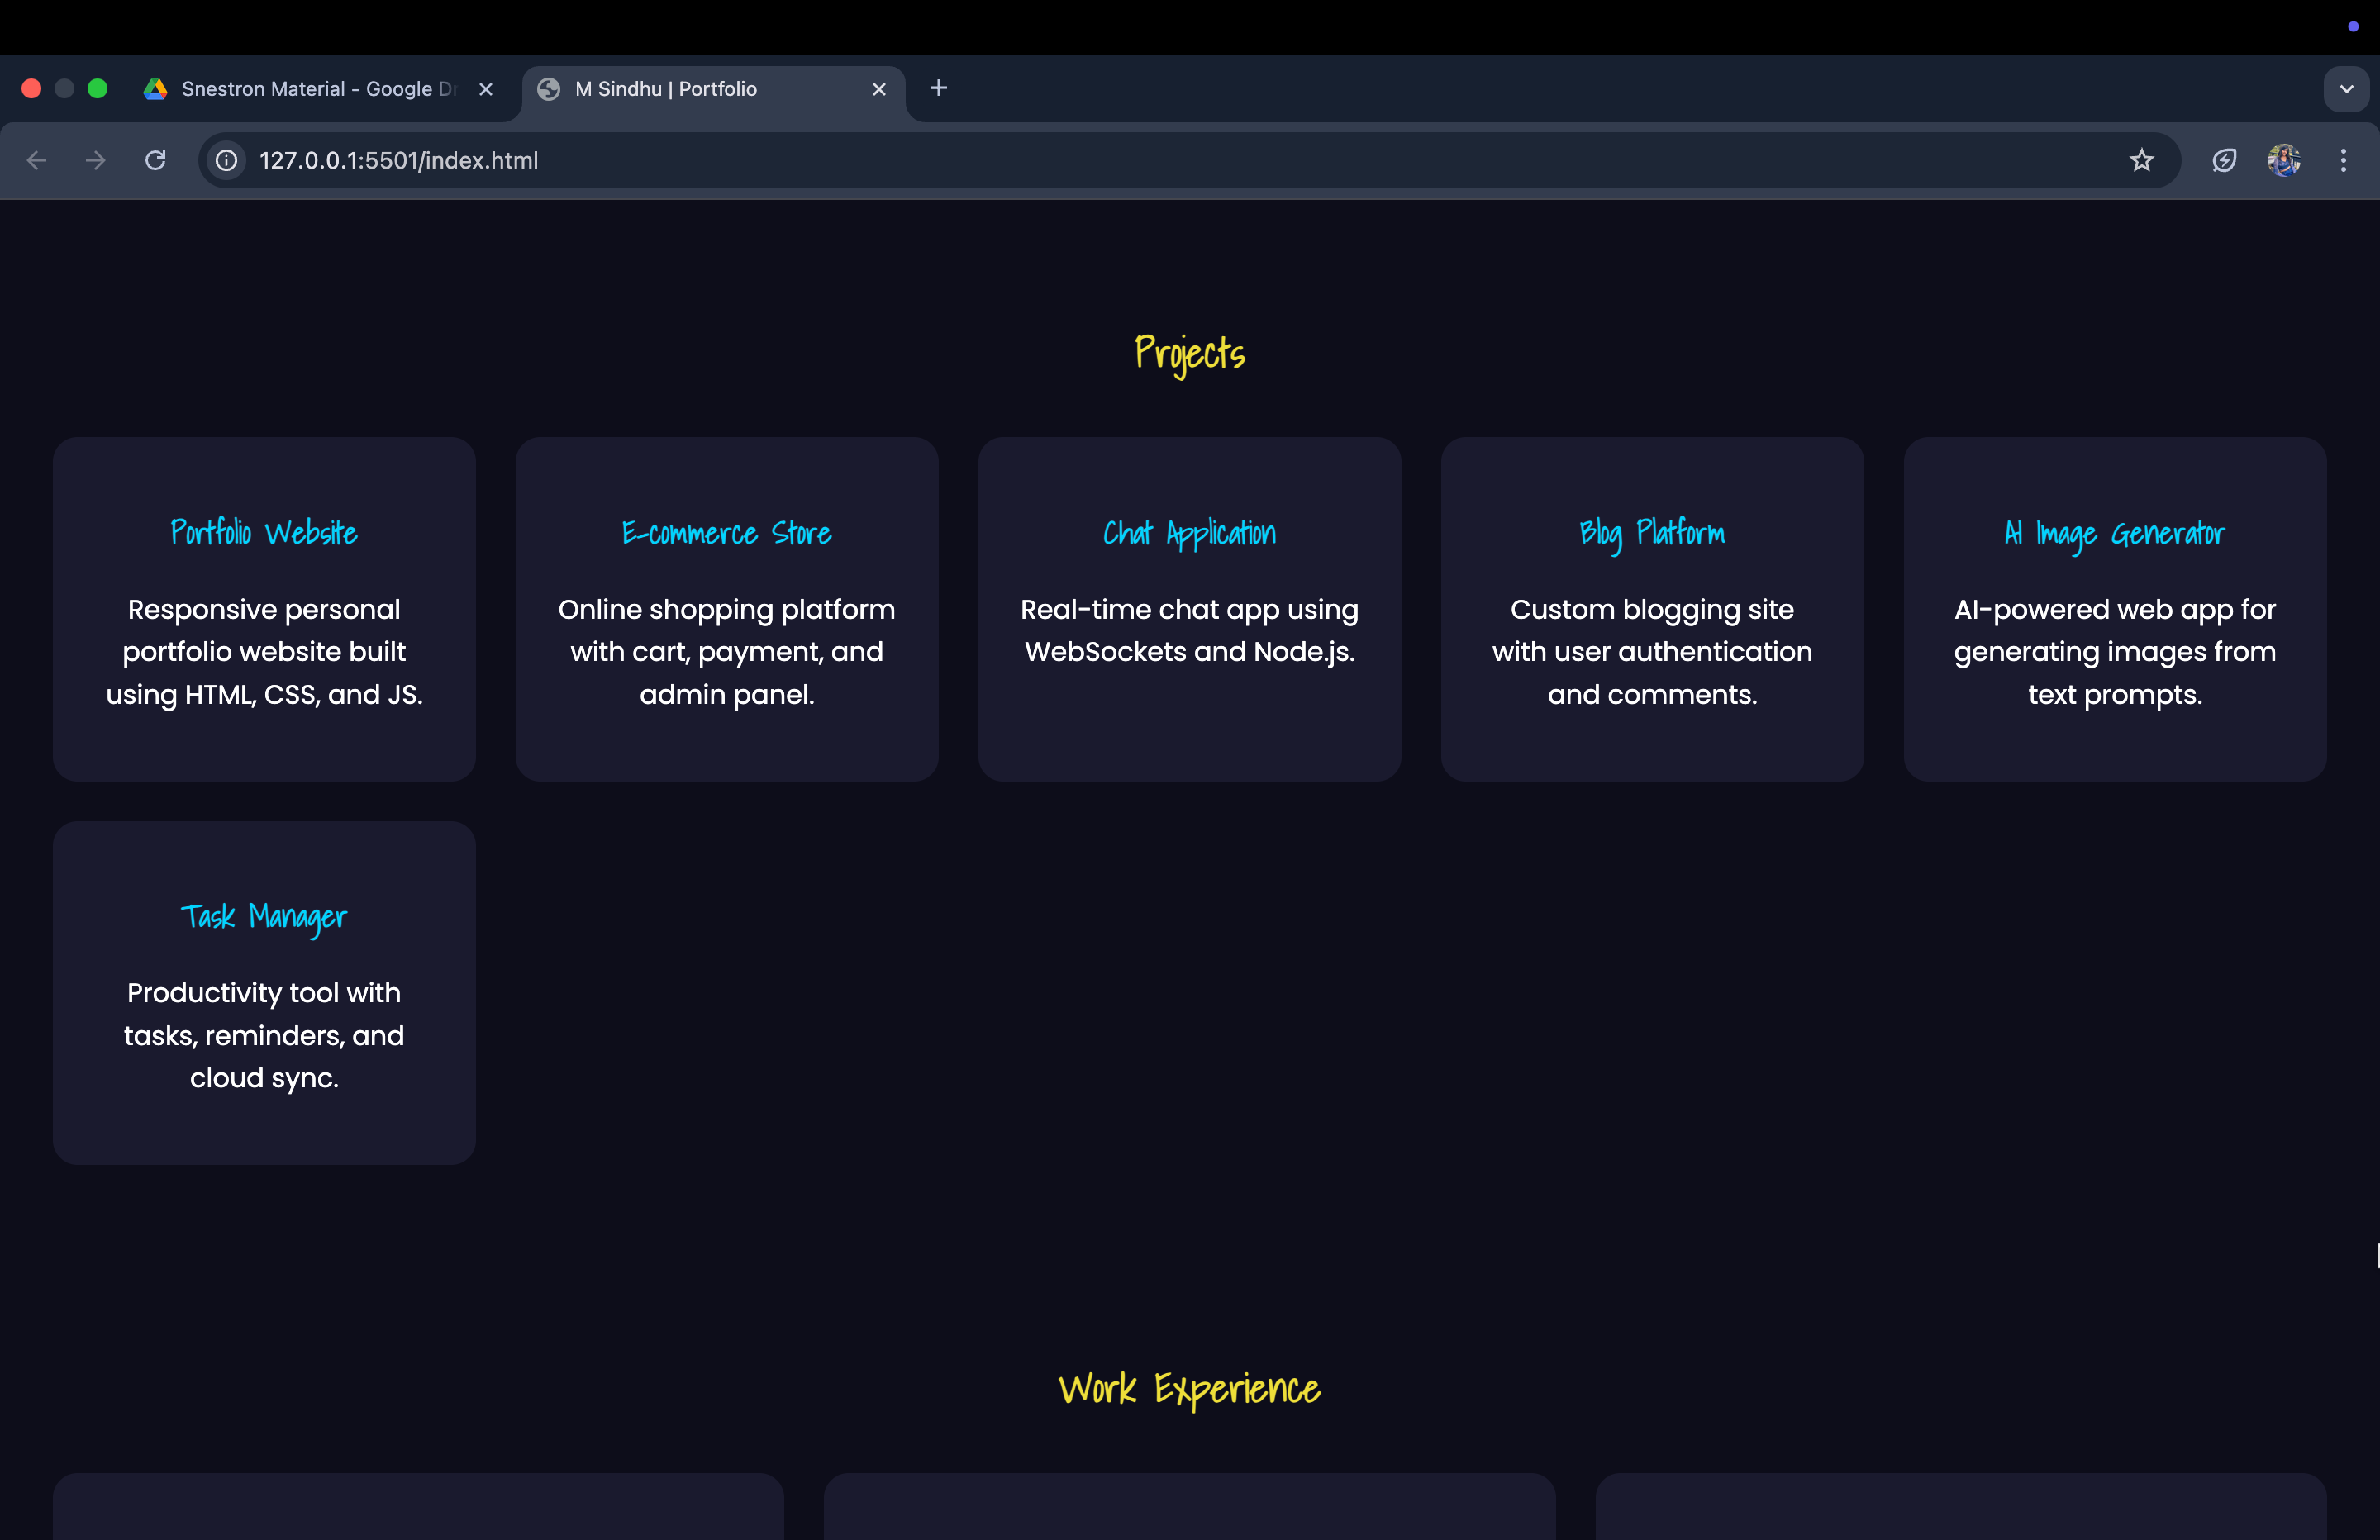 Snestron Material - Google Dr
M Sindhu | Portfolio
127.0.0.1:5501/index.html
Projects
Portfolio Website
Responsive personal
portfolio website built
using HTML, CSS, and JS.
E-commerce Store
Online shopping platform
with cart, payment, and
admin panel.
Chat Application
Real-time chat app using
WebSockets and Node.js.
Blog Platform
Custom blogging site
with user authentication
and comments.
AI Image Generator
AI-powered web app for
generating images from
text prompts.
Task Manager
Productivity tool with
tasks, reminders, and
cloud sync.
Work Experience